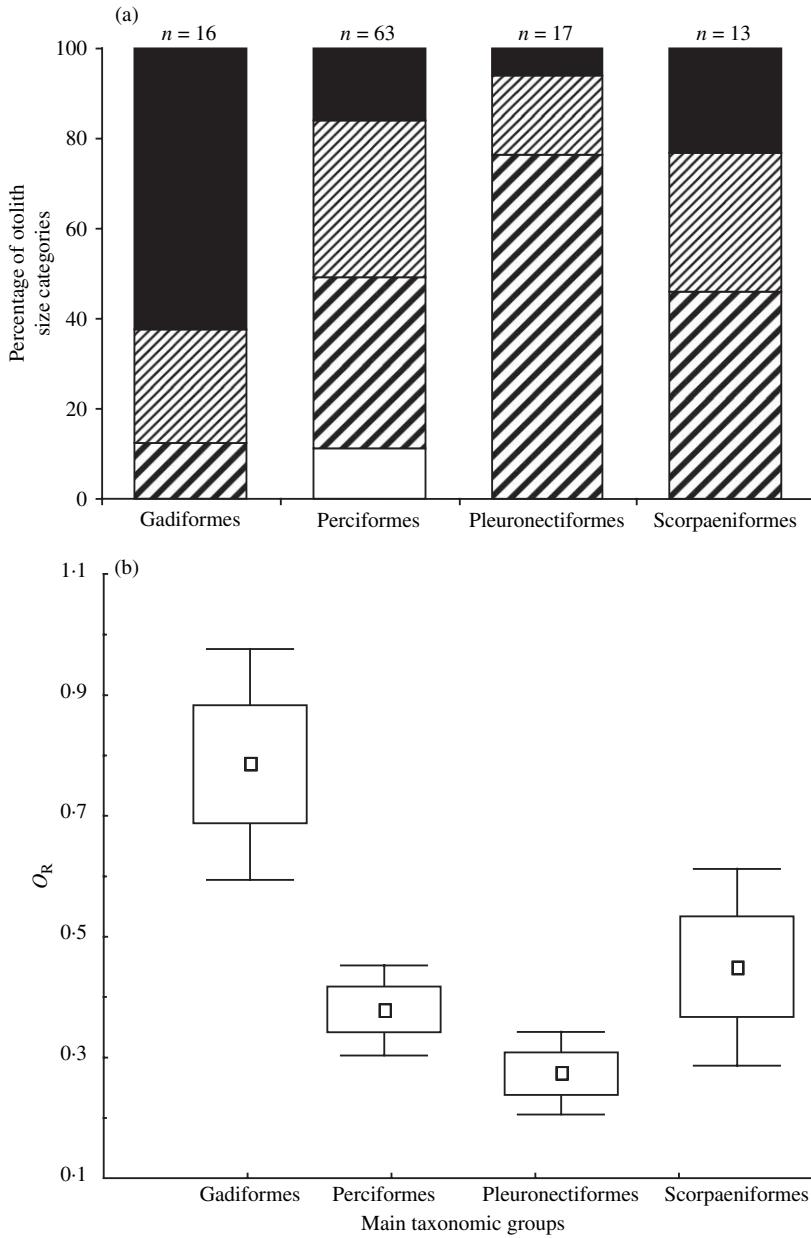 (a)
n = 16
n = 63
n = 17
n = 13
100
80
60
40
20
0
Percentage of otolith
size categories
Gadiformes
Perciformes
Pleuronectiformes
Scorpaeniformes
(b)
1·1
0·9
0·7
0·5
0·3
0·1
OR
Gadiformes
Perciformes
Pleuronectiformes
Scorpaeniformes
Main taxonomic groups